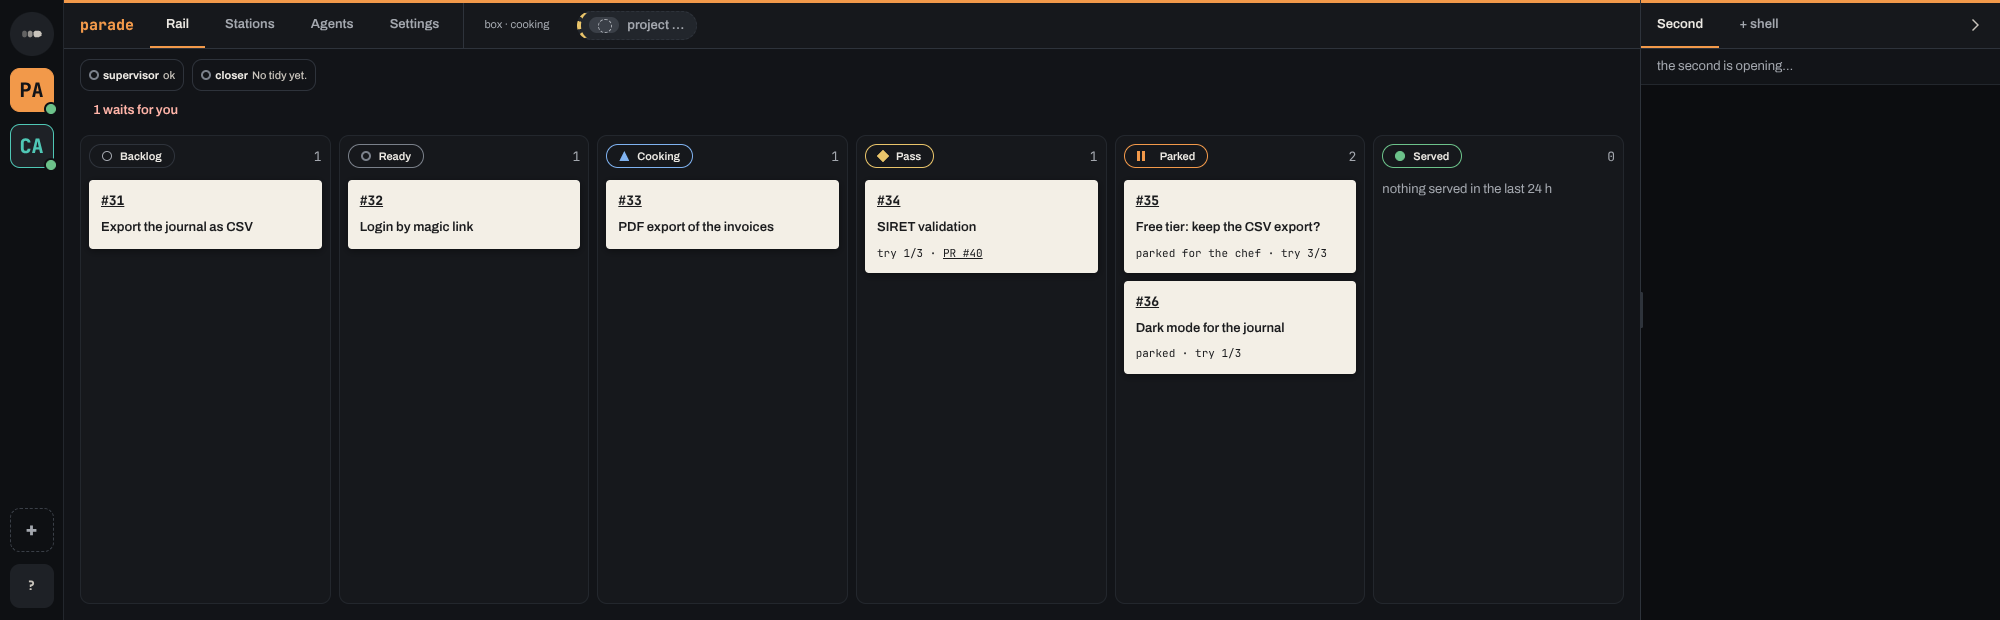 parade Rail Stations Agents Settings box · cooking project ... Second + shell
the second is opening...
PA
CA
supervisor ok closer No tidy yet.
1 waits for you
Backlog 1
#31
Export the journal as CSV
Ready 1
#32
Login by magic link
Cooking 1
#33
PDF export of the invoices
Pass 1
#34
SIRET validation
try 1/3 · PR #40
Parked 2
#35
Free tier: keep the CSV export?
parked for the chef · try 3/3
#36
Dark mode for the journal
parked · try 1/3
Served 0
nothing served in the last 24 h
+
?